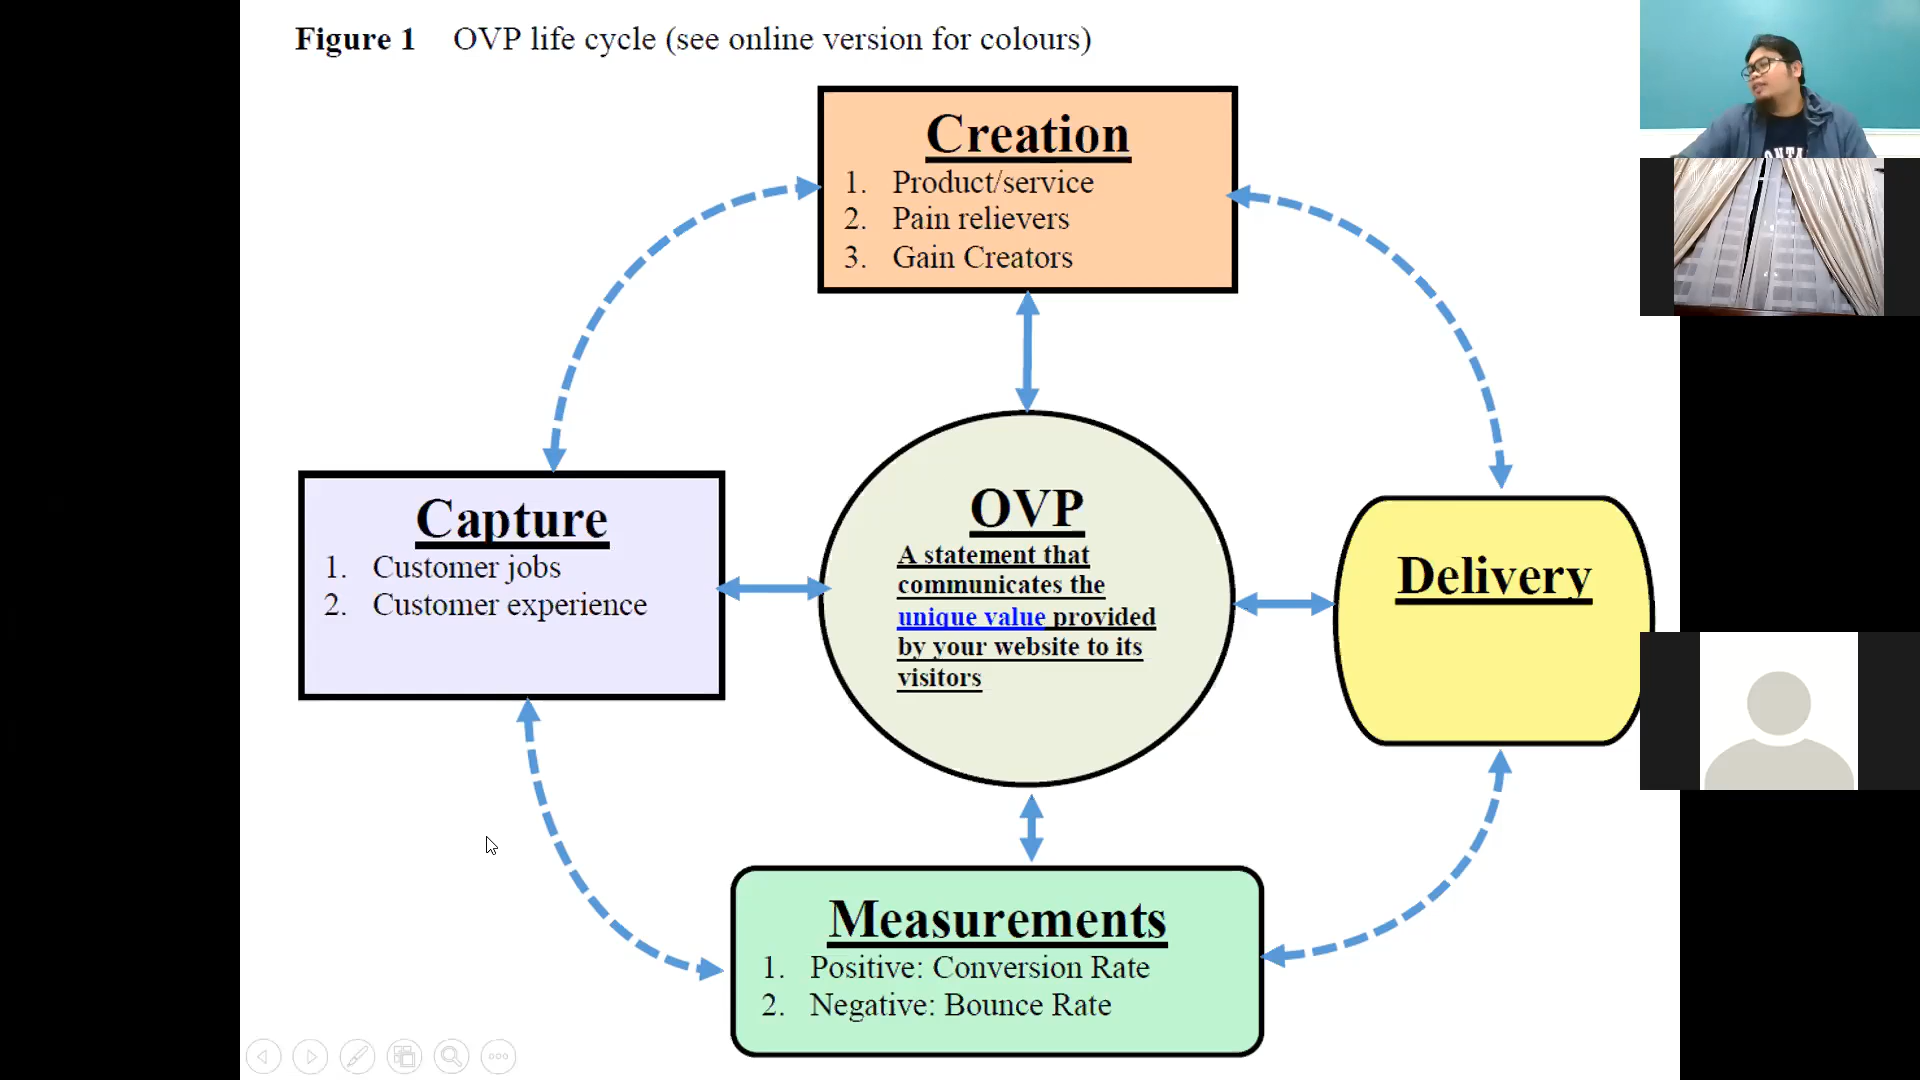 Figure 1 OVP life cycle (see online version for colours)
Creation
1. Product/service
2. Pain relievers
3. Gain Creators
Capture
1. Customer jobs
2. Customer experience
OVP
A statement that
communicates the
unique value provided
by your website to its
visitors
Delivery
Measurements
1. Positive: Conversion Rate
2. Negative: Bounce Rate